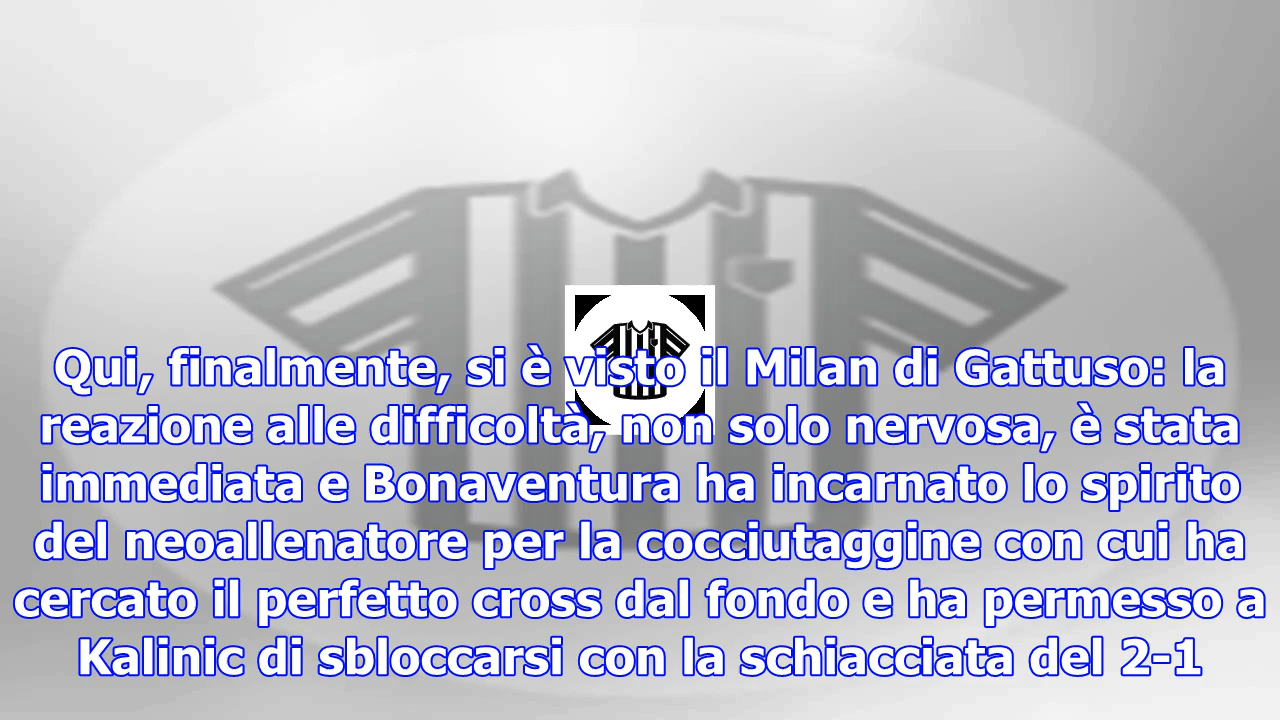 Qui, finalmente, si è visto il Milan di Gattuso: la
reazione alle difficoltà, non solo nervosa, è stata
immediata e Bonaventura ha incarnato lo spirito
del neoallenatore per la cocciutaggine con cui ha
cercato il perfetto cross dal fondo e ha permesso a
Kalinic di sbloccarsi con la schiacciata del 2-1